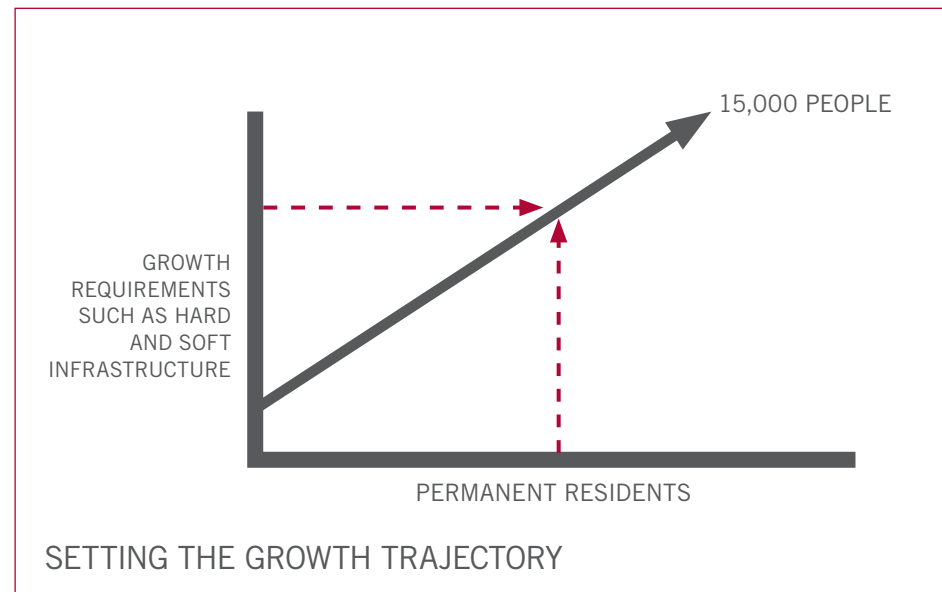 15,000 PEOPLE
GROWTH
REQUIREMENTS
SUCH AS HARD
AND SOFT
INFRASTRUCTURE
PERMANENT RESIDENTS
SETTING THE GROWTH TRAJECTORY